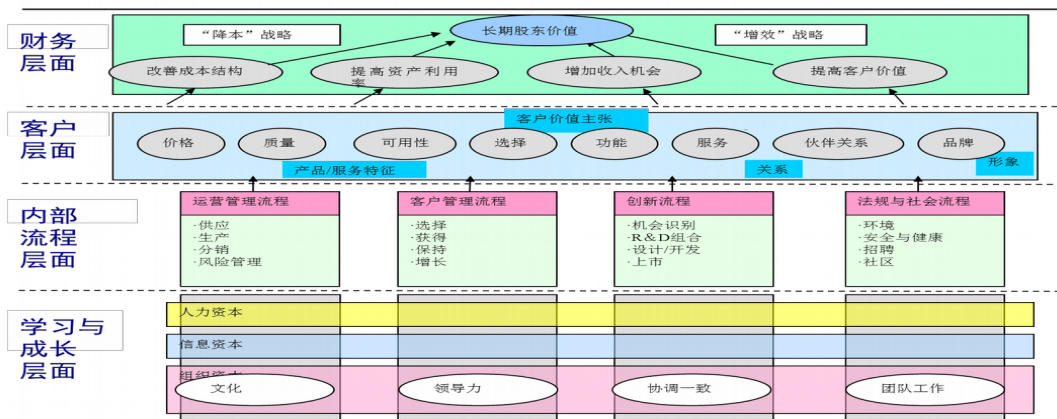 财务
层面
“降本”战略
长期股东价值
“增效”战略
改善成本结构
提高资产利用
率
增加收入机会
提高客户价值
客户
层面
客户价值主张
价格
质量
可用性
选择
功能
服务
伙伴关系
品牌
产品/服务特征
关系
形象
内部
流程
层面
运营管理流程
·供应
·生产
·分销
·风险管理
客户管理流程
·选择
·获得
·保持
·增长
创新流程
·机会识别
·R&D组合
·设计/开发
·上市
法规与社会流程
·环境
·安全与健康
·招聘
·社区
学习与
成长
层面
人力资本
信息资本
组织资本
文化
领导力
协调一致
团队工作